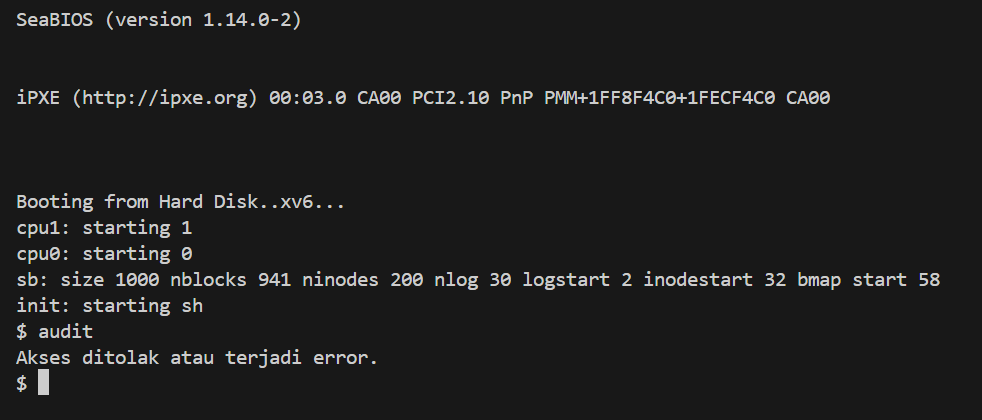 SeaBIOS (version 1.14.0-2)
iPXE (http://ipxe.org) 00:03.0 CA00 PCI2.10 PnP PMM+1FF8F4C0+1FECF4C0 CA00
Booting from Hard Disk..xv6...
cpu1: starting 1
cpu0: starting 0
sb: size 1000 nblocks 941 ninodes 200 nlog 30 logstart 2 inodestart 32 bmap start 58
init: starting sh
$ audit
Akses ditolak atau terjadi error.
$